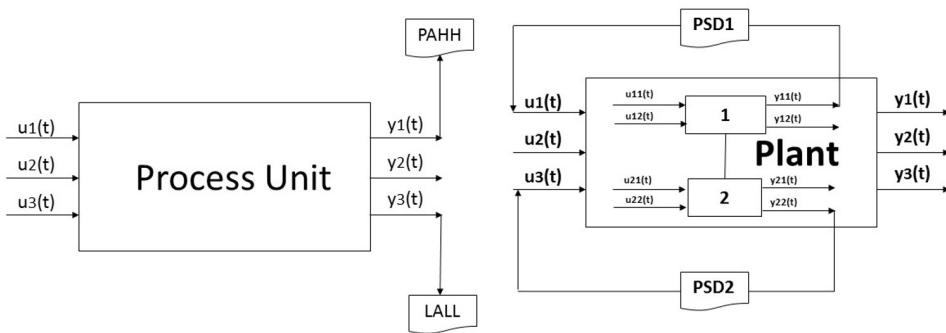 PAHH
u1(t)
y1(t)
u2(t)
Process Unit
y2(t)
u3(t)
y3(t)
LALL
PSD1
u1(t)
u11(t)
y11(t)
y1(t)
u12(t)
1
y12(t)
u2(t)
Plant
y2(t)
u3(t)
u21(t)
y21(t)
y3(t)
u22(t)
2
y22(t)
PSD2